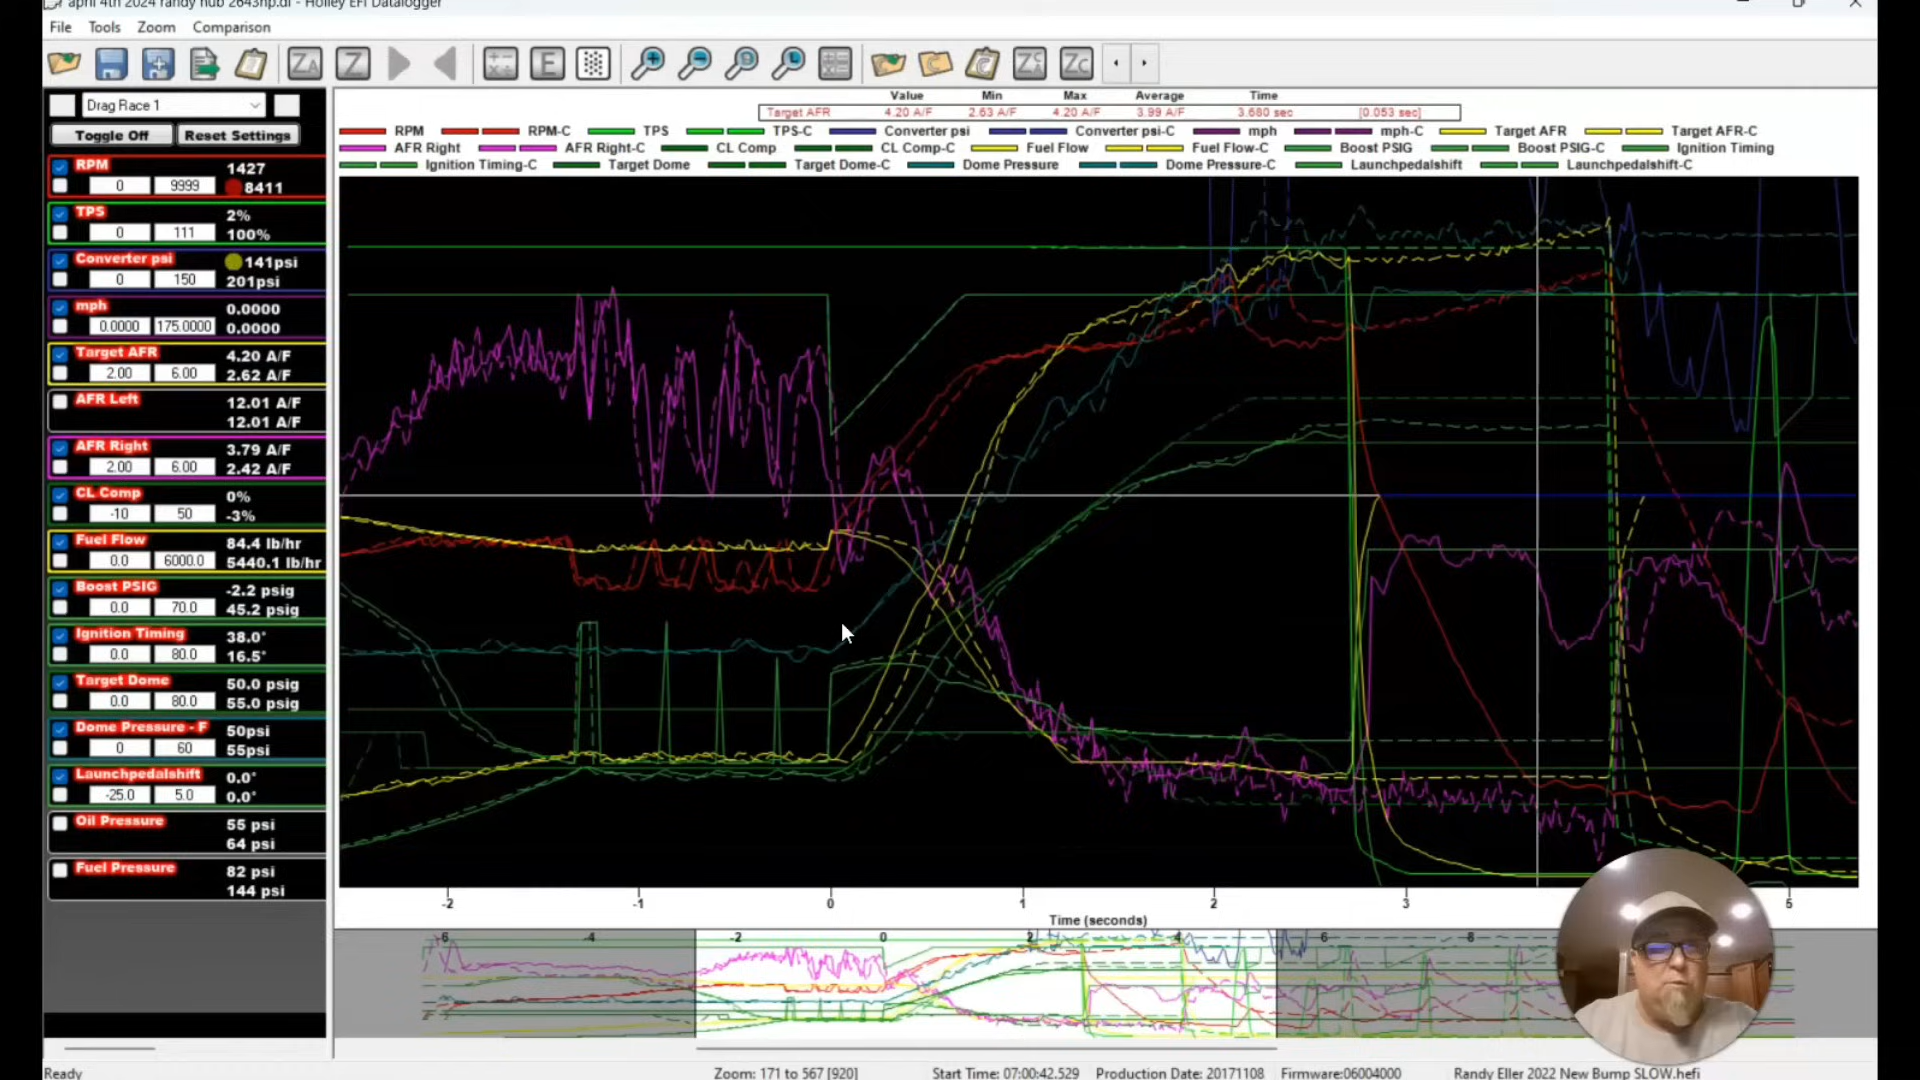 april 4th 2024 randy hub 2643hp.dl - Holley EFI Datalogger
File Tools Zoom Comparison
ZA Z E ZC ZC
Drag Race 1
Toggle Off Reset Settings
RPM 1427
0 9999 8411
TPS 2%
0 111 100%
Converter psi 141psi
0 150 201psi
mph 0.0000
0.0000 175.0000 0.0000
Target AFR 4.20 A/F
2.00 6.00 2.62 A/F
AFR Left 12.01 A/F
12.01 A/F
AFR Right 3.79 A/F
2.00 6.00 2.42 A/F
CL Comp 0%
-10 50 -3%
Fuel Flow 84.4 lb/hr
0.0 6000.0 5440.1 lb/hr
Boost PSIG -2.2 psig
0.0 70.0 45.2 psig
Ignition Timing 38.0°
0.0 80.0 16.5°
Target Dome 50.0 psig
0.0 80.0 55.0 psig
Dome Pressure - F 50psi
0 60 55psi
Launchpedalshift 0.0°
-25.0 5.0 0.0°
Oil Pressure 55 psi
64 psi
Fuel Pressure 82 psi
144 psi
Value Min Max Average Time
Target AFR 4.20 A/F 2.63 A/F 4.20 A/F 3.99 A/F 3.680 sec [0.053 sec]
RPM RPM-C TPS TPS-C Converter psi Converter psi-C mph mph-C Target AFR Target AFR-C
AFR Right AFR Right-C CL Comp CL Comp-C Fuel Flow Fuel Flow-C Boost PSIG Boost PSIG-C Ignition Timing
Ignition Timing-C Target Dome Target Dome-C Dome Pressure Dome Pressure-C Launchpedalshift Launchpedalshift-C
-2 -1 0 1 2 3 5
Time (seconds)
-6 -4 -2 0 2 4 6 8
Ready Zoom: 171 to 567 [920] Start Time: 07:00:42.529 Production Date: 20171108 Firmware:06004000 Randy Eller 2022 New Bump SLOW.hefi